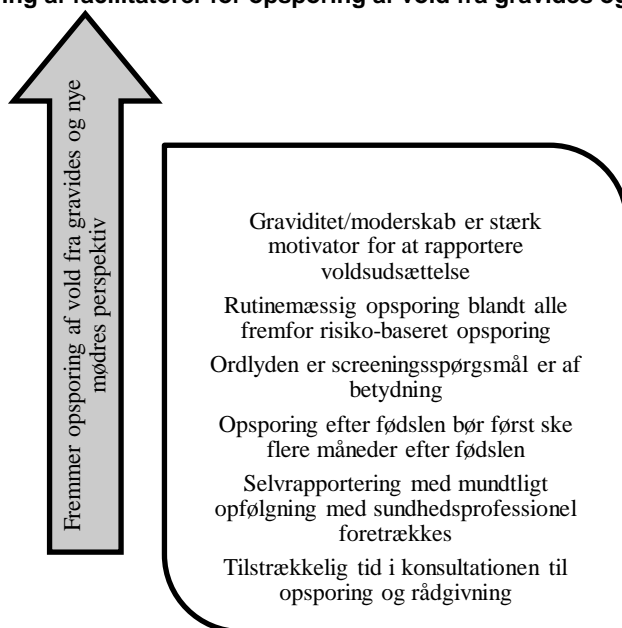 ing af facilitatorer for opsporing af vold fra gravides og
Fremmer opsporing af vold fra gravides og nye
mødres perspektiv
Graviditet/moderskab er stærk
motivator for at rapportere
voldsudsættelse
Rutinemæssig opsporing blandt alle
fremfor risiko-baseret opsporing
Ordlyden er screeningsspørgsmål er af
betydning
Opsporing efter fødslen bør først ske
flere måneder efter fødslen
Selvrapportering med mundtligt
opfølgning med sundhedsprofessionel
foretrækkes
Tilstrækkelig tid i konsultationen til
opsporing og rådgivning